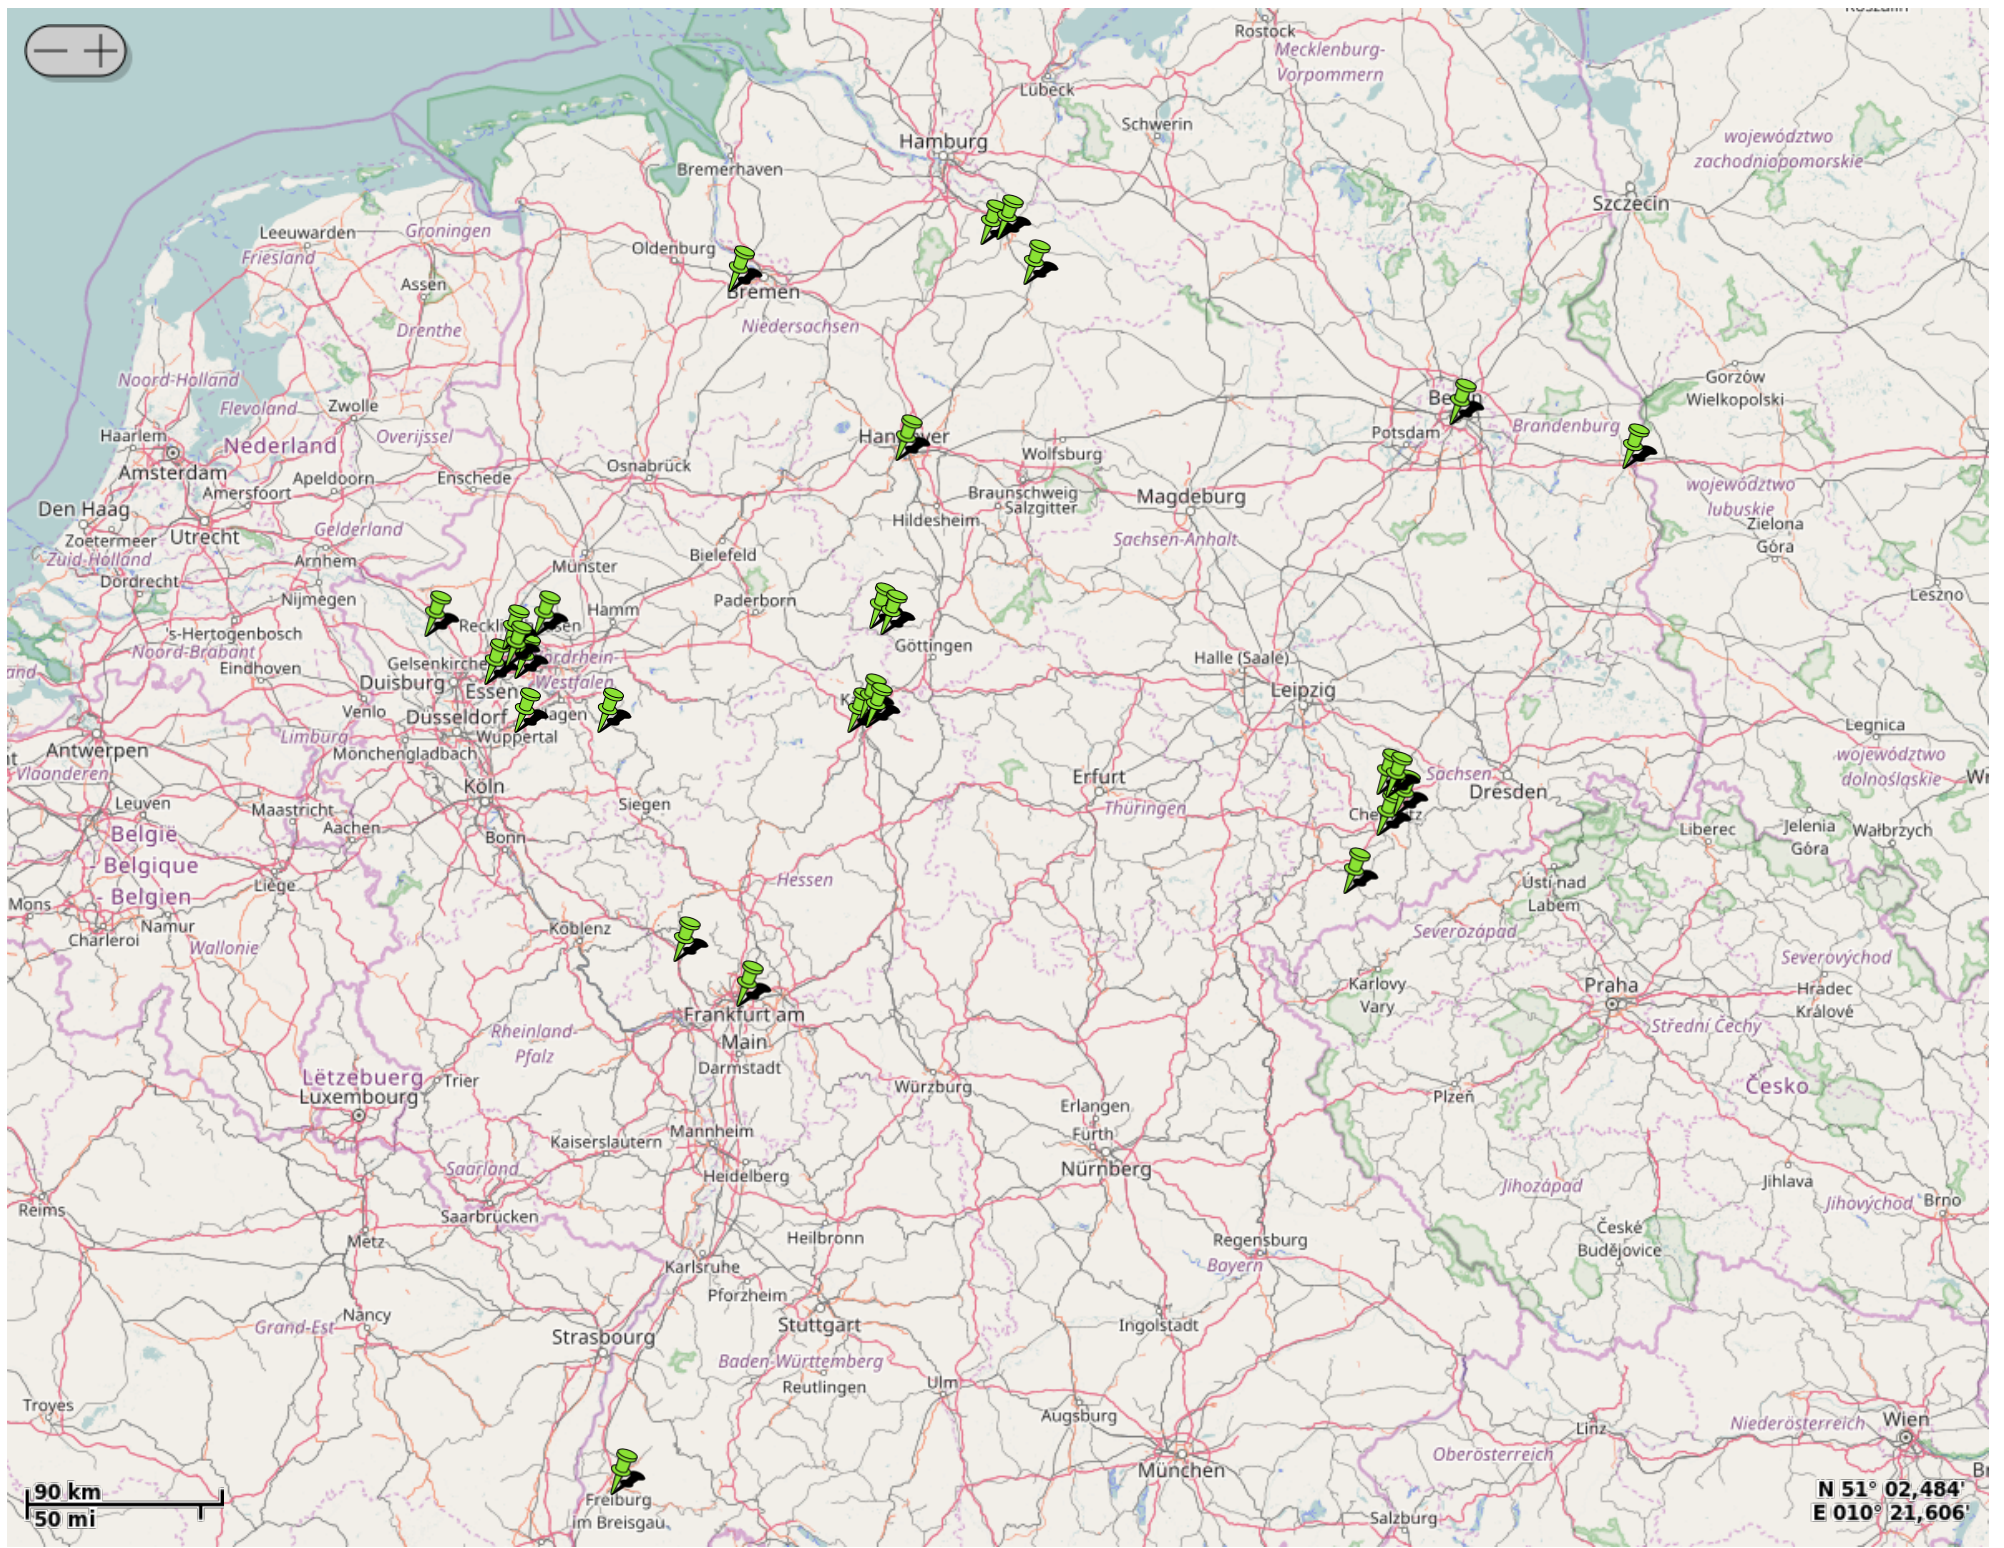 Koszalin
Rostock
Mecklenburg-
Vorpommern
Lübeck
Schwerin
Hamburg
województwo
zachodniopomorskie
Bremerhaven
Szczecin
Leeuwarden
Groningen
Friesland
Oldenburg
Assen
Bremen
Drenthe
Niedersachsen
Noord-Holland
Flevoland
Zwolle
Overijssel
Gorzów
Wielkopolski
Haarlem
Nederland
Amsterdam
Potsdam
Brandenburg
Osnabrück
Wolfsburg
Apeldoorn
Enschede
Amersfoort
Braunschweig
Salzgitter
Magdeburg
województwo
lubuskie
Den Haag
Hildesheim
Gelderland
Utrecht
Zoetermeer
Zuid-Holland
Sachsen-Anhalt
Zielona
Góra
Arnhem
Bielefeld
Münster
Dordrecht
Nijmegen
Paderborn
Hamm
Leszno
's-Hertogenbosch
Noord-Brabant
Göttingen
Eindhoven
Gelsenkirche
Nordrhein-
Westfalen
Halle (Saale)
Leipzig
Duisburg
Essen
Venlo
Düsseldorf
agen
Limburg
Wuppertal
Mönchengladbach
Legnica
Antwerpen
Vlaanderen
województwo
dolnośląskie
Erfurt
Sachsen
Dresden
Köln
Siegen
Thüringen
Leuven
Maastricht
Aachen
België
- Belgique
- Belgien
Bonn
Liberec
Jelenia
Góra
Wałbrzych
Liège
Hessen
Ústí nad
Labem
Mons
Namur
Charleroi
Wallonie
Koblenz
Severozápad
Severovýchod
Karlovy
Vary
Praha
Hradec
Králové
Frankfurt am
Main
Rheinland-
Pfalz
Střední Čechy
Darmstadt
Lëtzebuerg
Luxembourg
Trier
Würzburg
Česko
Plzeň
Erlangen
Fürth
Nürnberg
Kaiserslautern
Mannheim
Heidelberg
Saarland
Saarbrücken
Jihozápad
Jihlava
Jihovýchod
Brno
Reims
Metz
Heilbronn
České
Budějovice
Regensburg
Bayern
Karlsruhe
Pforzheim
Nancy
Grand-Est
Strasbourg
Stuttgart
Ingolstadt
Baden-Württemberg
Reutlingen
Ulm
Troyes
Augsburg
Linz
Niederösterreich
Wien
Oberösterreich
München
Freiburg
im Breisgau
Salzburg
90 km
50 mi
N 51° 02,484'
E 010° 21,606'